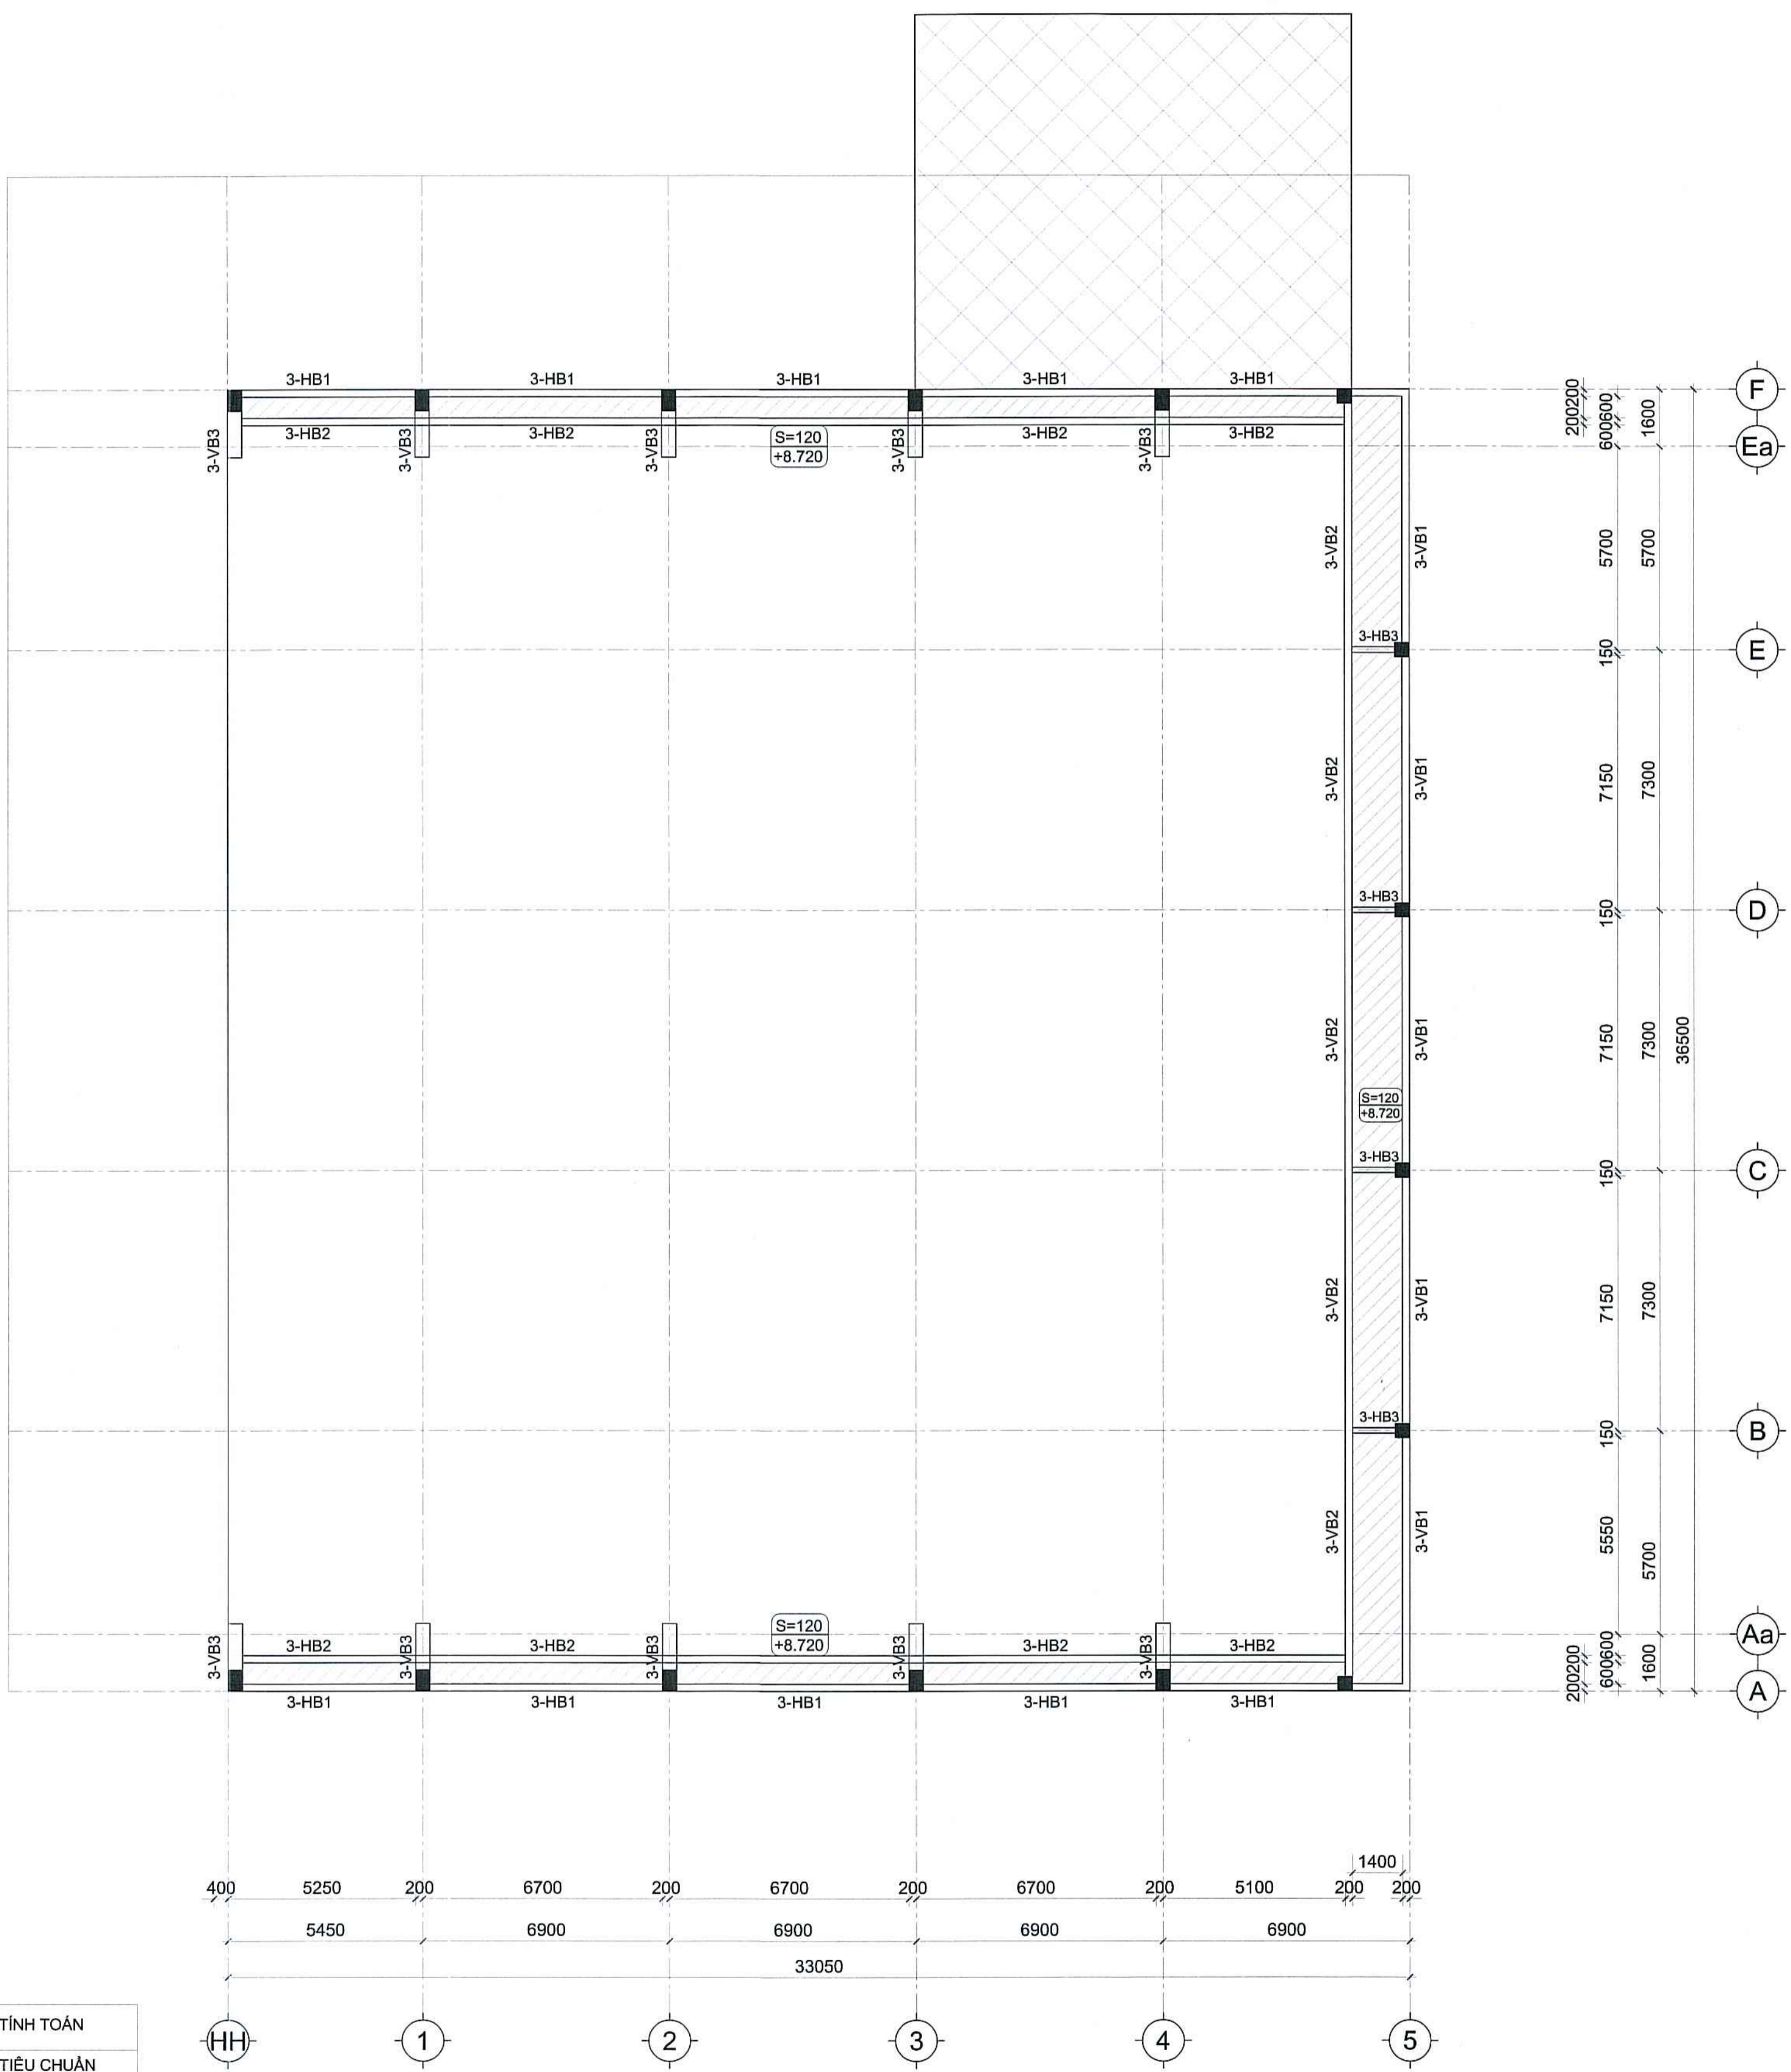 3-HB1 3-HB1 3-HB1 3-HB1 3-HB1
F
200200
600600
1600
3-HB2 3-HB2 3-HB2 3-HB2
S=120
+8.720
3-VB3 3-VB3 3-VB3 3-VB3 3-VB3
Ea
3-VB2 3-VB1 5700 5700
3-HB3 150 E
3-VB2 3-VB1 7150 7300
3-HB3 150 D
3-VB2 3-VB1 7150 7300 36500
S=120
+8.720
3-HB3 150 C
3-VB2 3-VB1 7150 7300
3-HB3 150 B
3-VB2 3-VB1 5550 5700
S=120
+8.720
3-VB3 3-VB3 3-VB3 3-VB3 3-VB3
3-HB2 3-HB2 3-HB2 3-HB2
Aa
200200
600600
1600
A
3-HB1 3-HB1 3-HB1 3-HB1 3-HB1
1400
400 5250 200 6700 200 6700 200 6700 200 5100 200 200
5450 6900 6900 6900 6900
33050
HH 1 2 3 4 5
TÍNH TOÁN
TIÊU CHUẨN